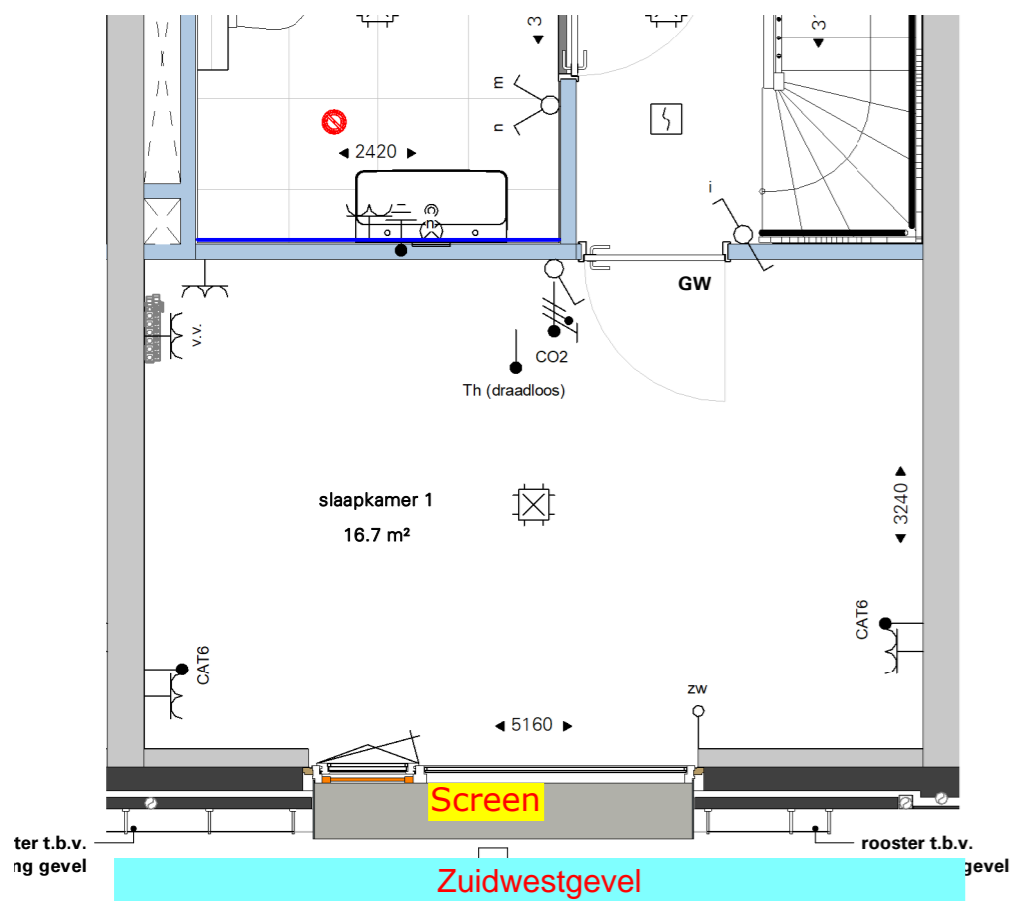 m
n
2420
i
GW
v.v.
CO2
Th (draadloos)
slaapkamer 1
16.7 m²
3240
CAT6
CAT6
zw
5160
Screen
ter t.b.v.
rooster t.b.v.
ng gevel
gevel
Zuidwestgevel